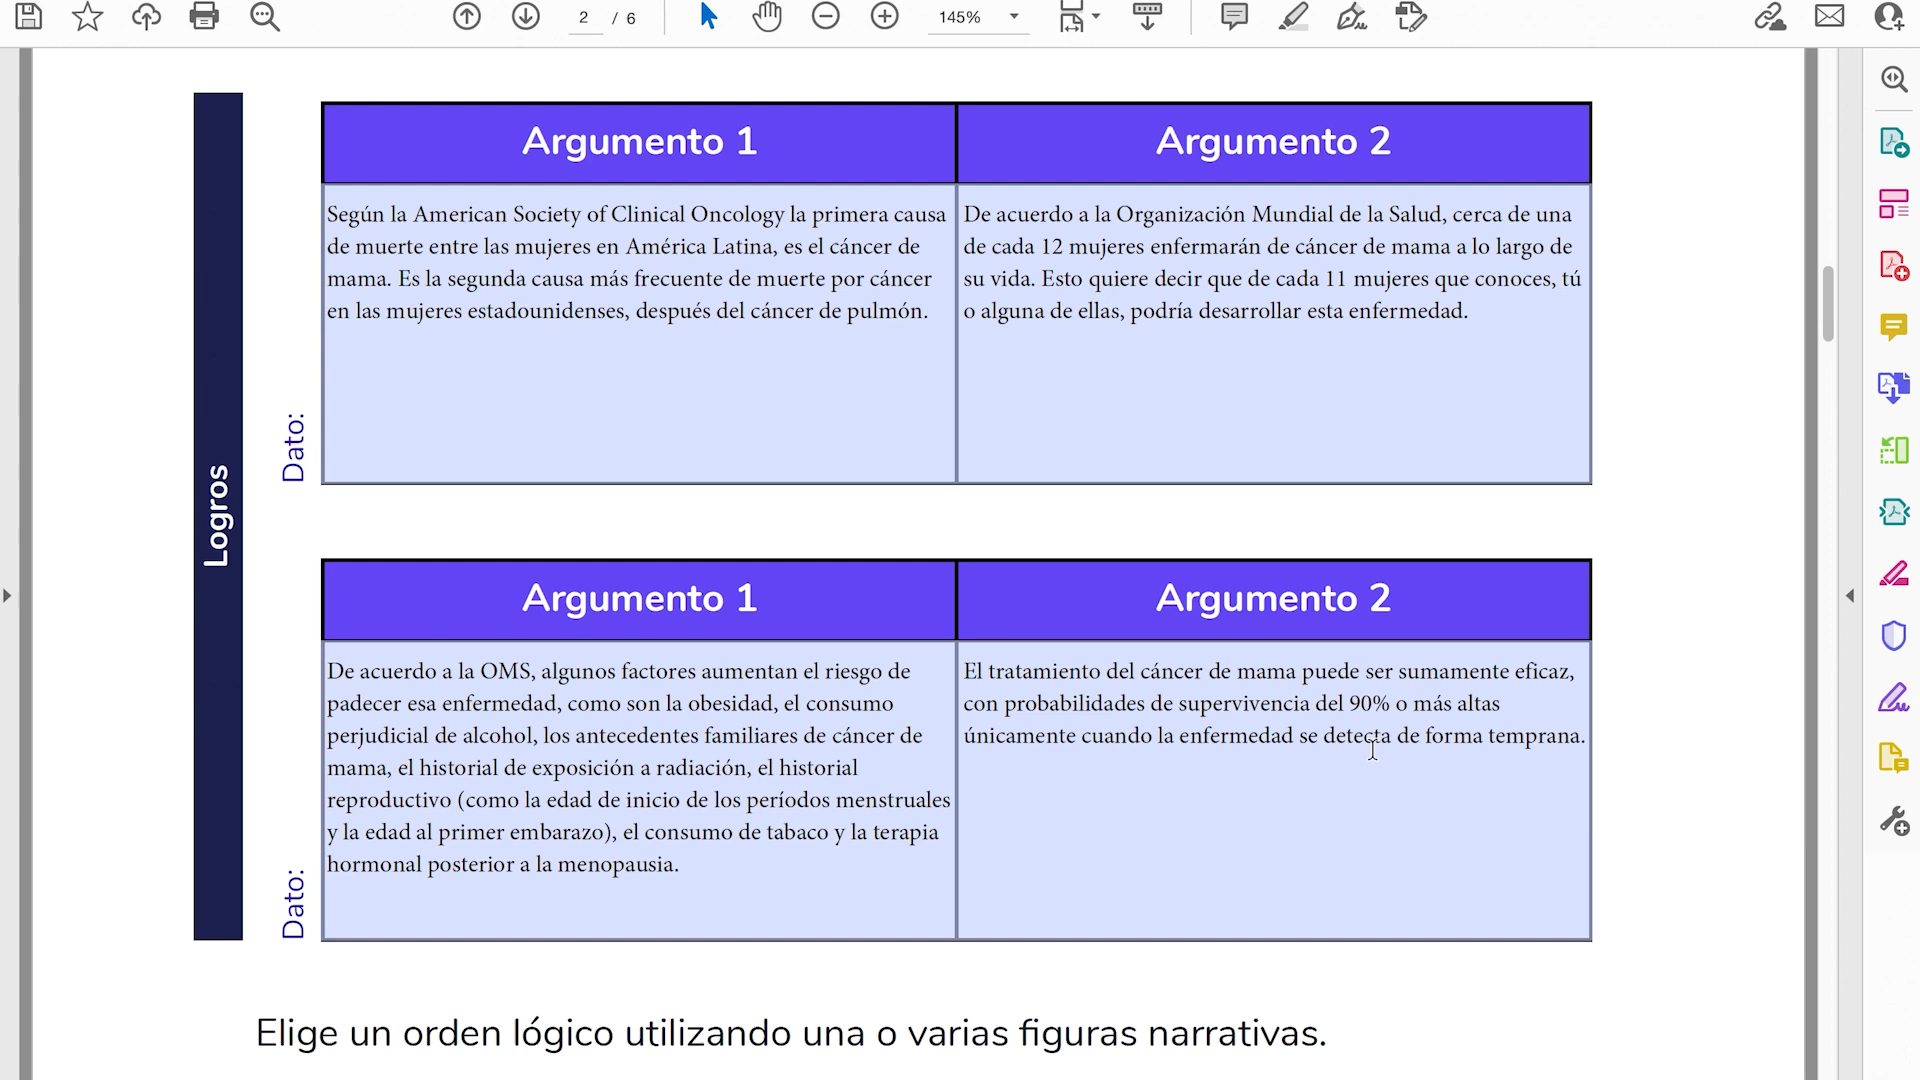 2 / 6
145%
Logros
Dato:
Argumento 1
Según la American Society of Clinical Oncology la primera causa
de muerte entre las mujeres en América Latina, es el cáncer de
mama. Es la segunda causa más frecuente de muerte por cáncer
en las mujeres estadounidenses, después del cáncer de pulmón.
Argumento 2
De acuerdo a la Organización Mundial de la Salud, cerca de una
de cada 12 mujeres enfermarán de cáncer de mama a lo largo de
su vida. Esto quiere decir que de cada 11 mujeres que conoces, tú
o alguna de ellas, podría desarrollar esta enfermedad.
Dato:
Argumento 1
De acuerdo a la OMS, algunos factores aumentan el riesgo de
padecer esa enfermedad, como son la obesidad, el consumo
perjudicial de alcohol, los antecedentes familiares de cáncer de
mama, el historial de exposición a radiación, el historial
reproductivo (como la edad de inicio de los períodos menstruales
y la edad al primer embarazo), el consumo de tabaco y la terapia
hormonal posterior a la menopausia.
Argumento 2
El tratamiento del cáncer de mama puede ser sumamente eficaz,
con probabilidades de supervivencia del 90% o más altas
únicamente cuando la enfermedad se detecta de forma temprana.
Elige un orden lógico utilizando una o varias figuras narrativas.